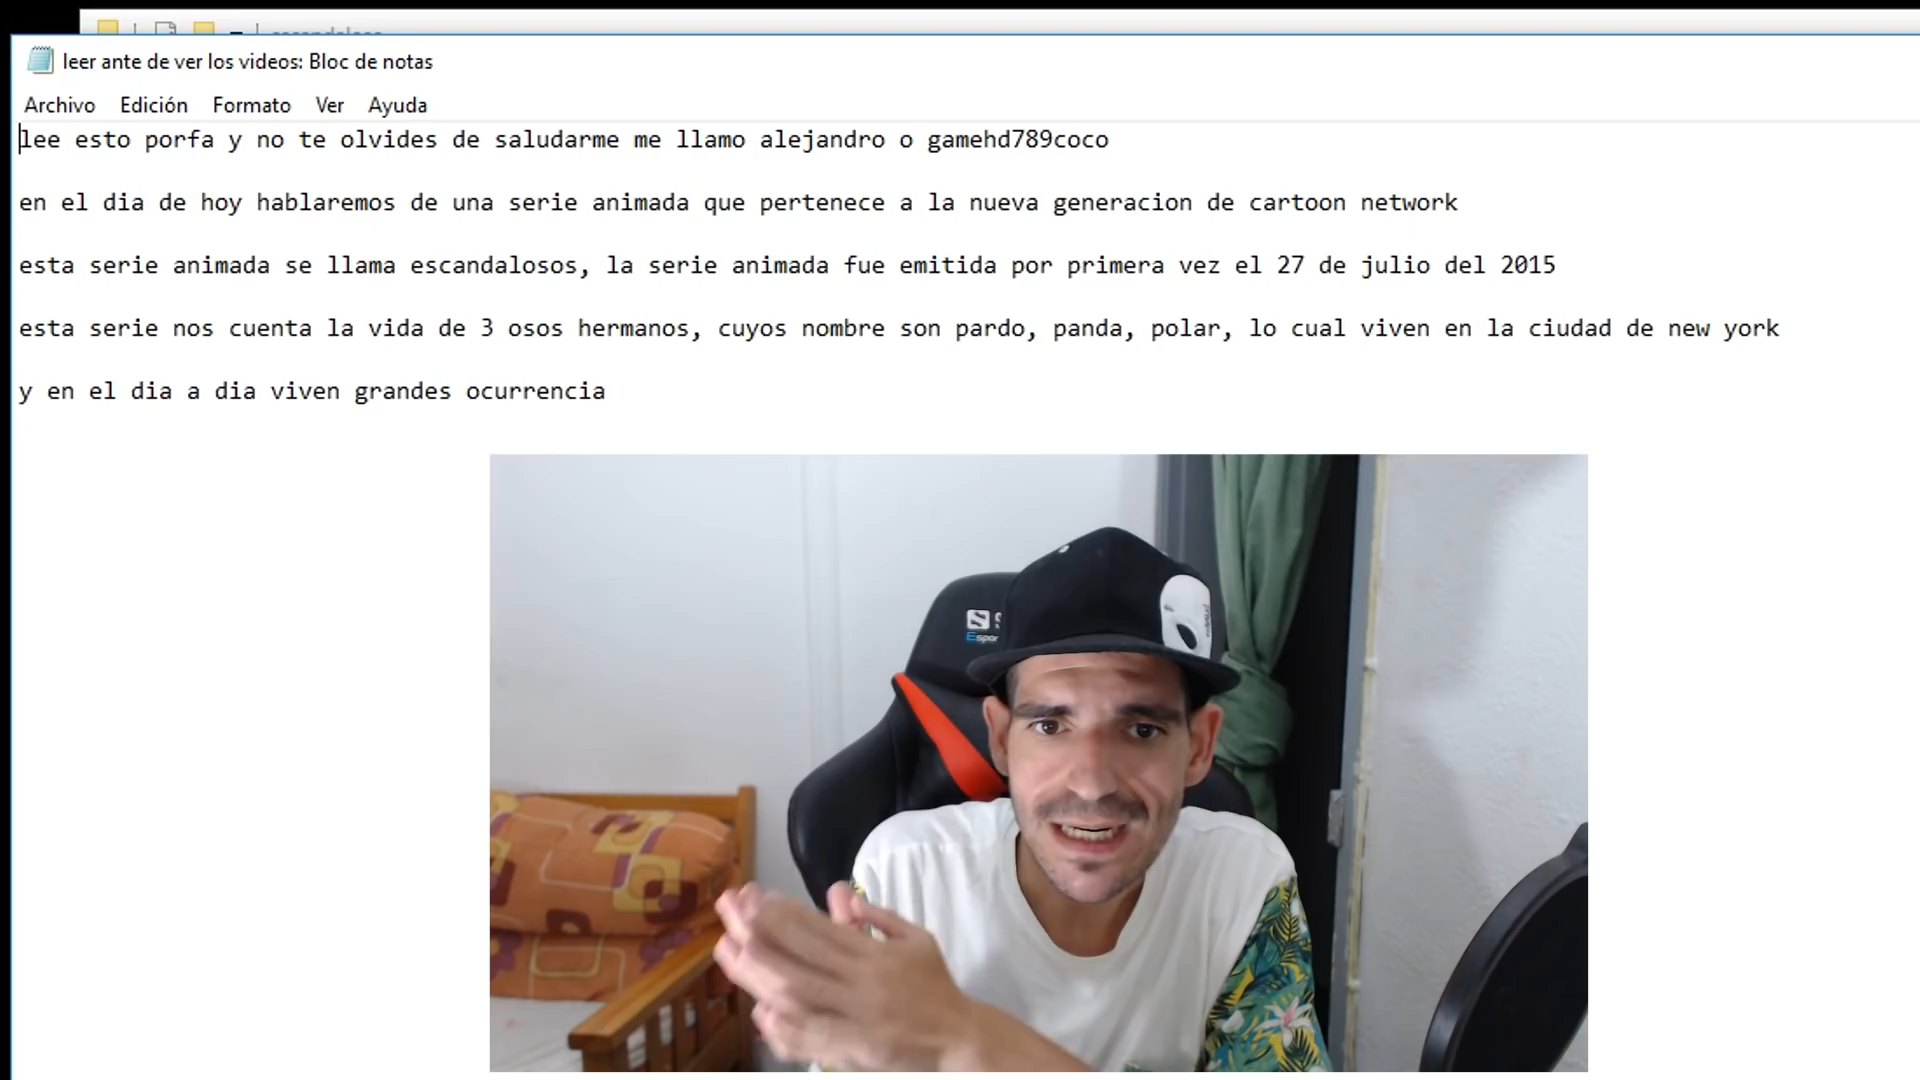 leer ante de ver los videos: Bloc de notas
Archivo Edición Formato Ver Ayuda
lee esto porfa y no te olvides de saludarme me llamo alejandro o gamehd789coco
en el dia de hoy hablaremos de una serie animada que pertenece a la nueva generacion de cartoon network
esta serie animada se llama escandalosos, la serie animada fue emitida por primera vez el 27 de julio del 2015
esta serie nos cuenta la vida de 3 osos hermanos, cuyos nombre son pardo, panda, polar, lo cual viven en la ciudad de new york
y en el dia a dia viven grandes ocurrencia